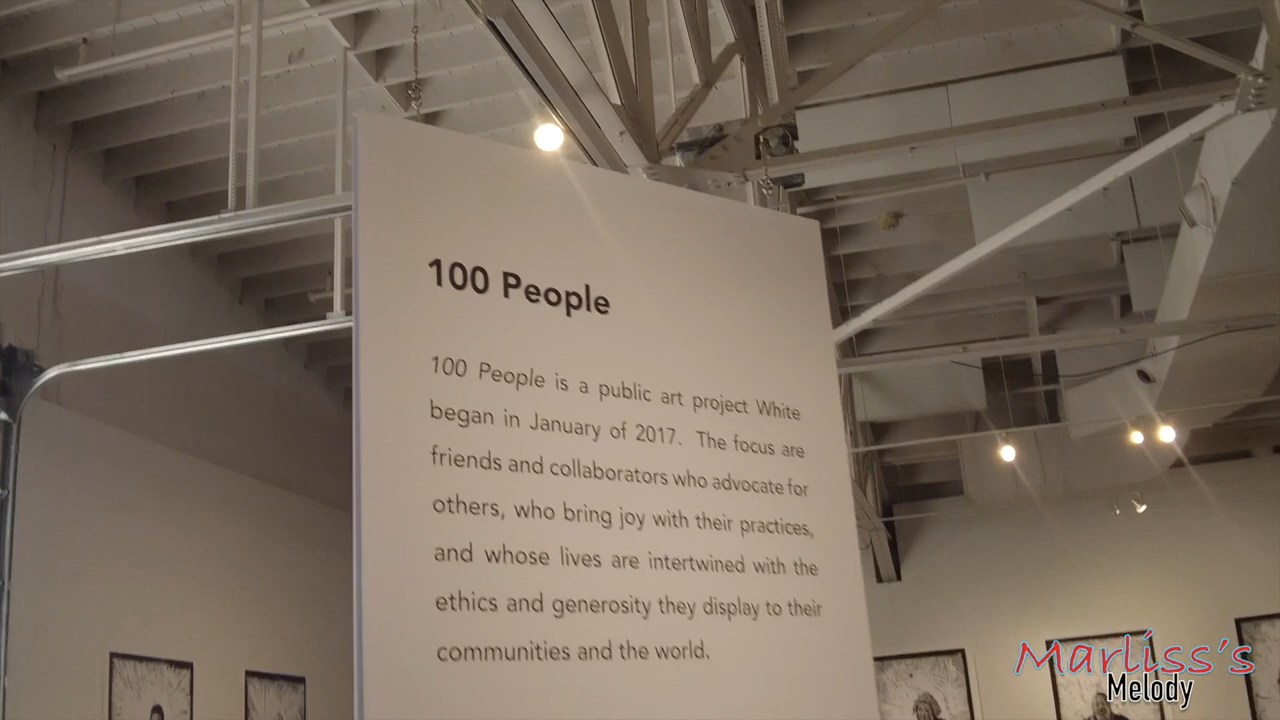 100 People
100 People is a public art project White
began in January of 2017. The focus are
friends and collaborators who advocate for
others, who bring joy with their practices,
and whose lives are intertwined with the
ethics and generosity they display to their
communities and the world.
Marliss's
Melody